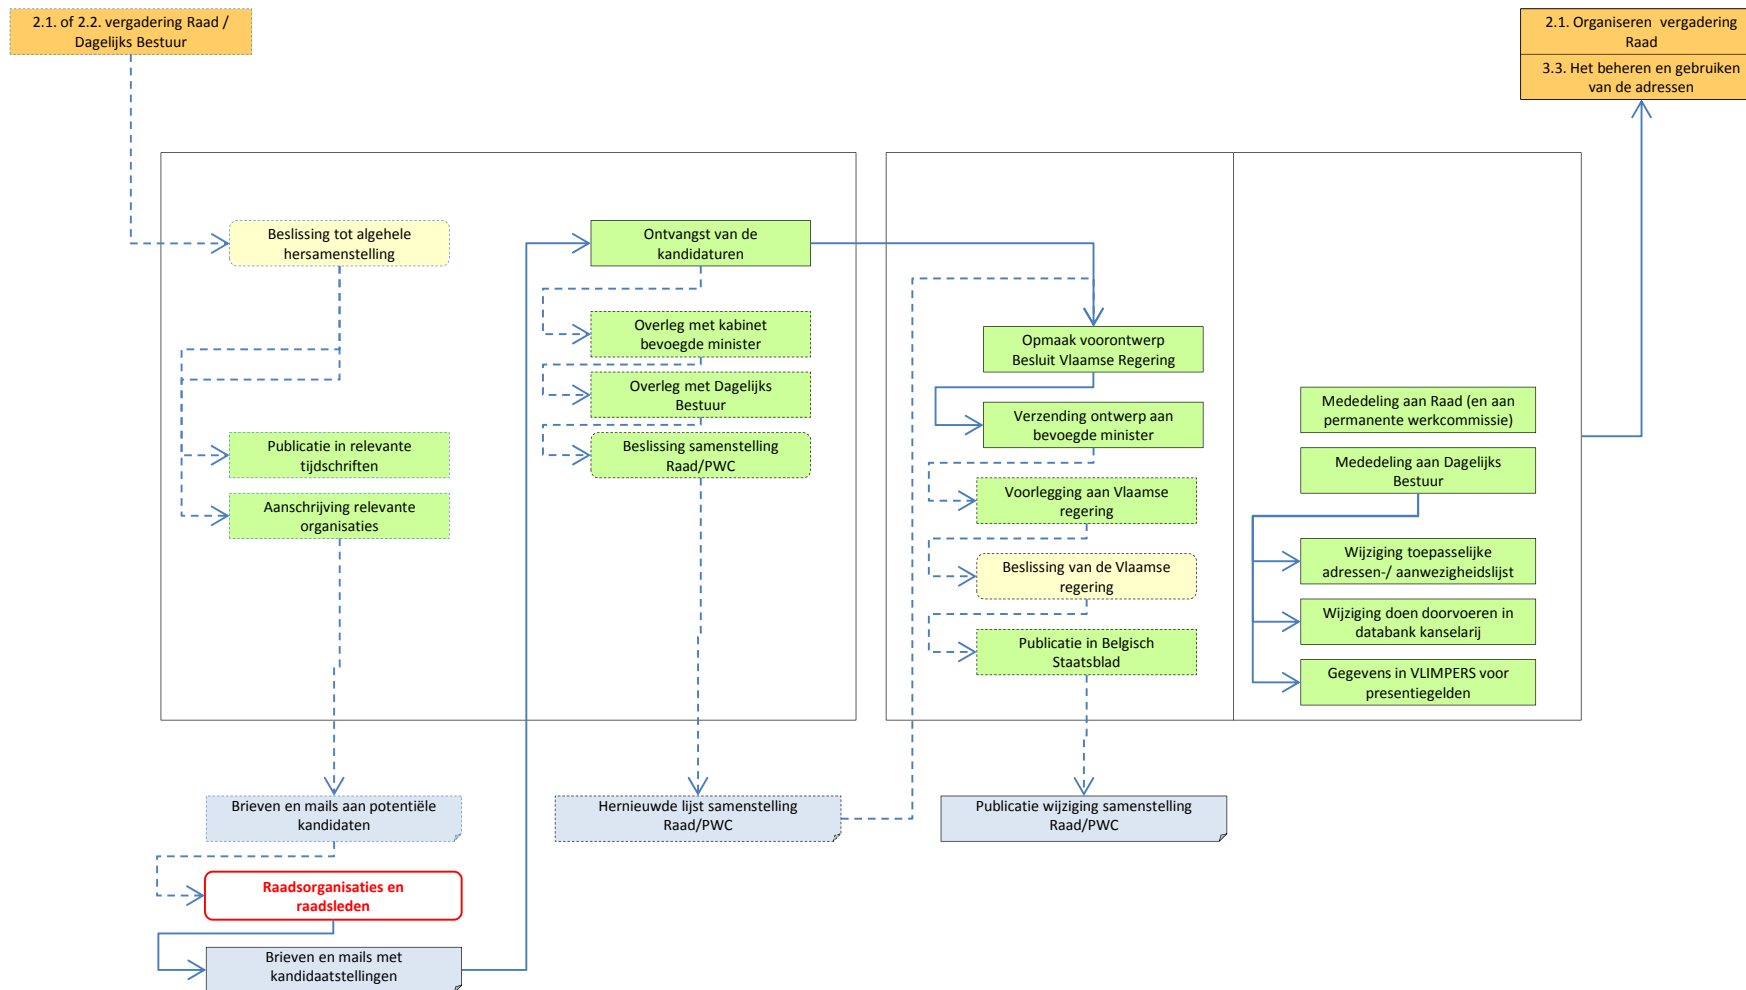 2.1. of 2.2. vergadering Raad /
Dagelijks Bestuur
2.1. Organiseren vergadering
Raad
3.3. Het beheren en gebruiken
van de adressen
Beslissing tot algehele
hersamenstelling
Publicatie in relevante
tijdschriften
Aanschrijving relevante
organisaties
Ontvangst van de
kandidaturen
Overleg met kabinet
bevoegde minister
Overleg met Dagelijks
Bestuur
Beslissing samenstelling
Raad/PWC
Opmaak voorontwerp
Besluit Vlaamse Regering
Verzending ontwerp aan
bevoegde minister
Voorlegging aan Vlaamse
regering
Beslissing van de Vlaamse
regering
Publicatie in Belgisch
Staatsblad
Mededeling aan Raad (en aan
permanente werkcommissie)
Mededeling aan Dagelijks
Bestuur
Wijziging toepasselijke
adressen-/ aanwezigheidslijst
Wijziging doen doorvoeren in
databank kanselarij
Gegevens in VLIMPERS voor
presentiegelden
Brieven en mails aan potentiële
kandidaten
Hernieuwde lijst samenstelling
Raad/PWC
Publicatie wijziging samenstelling
Raad/PWC
Raadsorganisaties en
raadsleden
Brieven en mails met
kandidaatstellingen